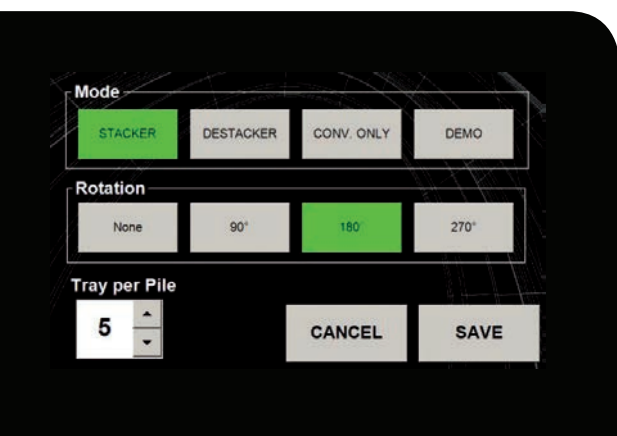 Mode
STACKER DESTACKER CONV. ONLY DEMO
Rotation
None 90° 180° 270°
Tray per Pile
5
CANCEL SAVE